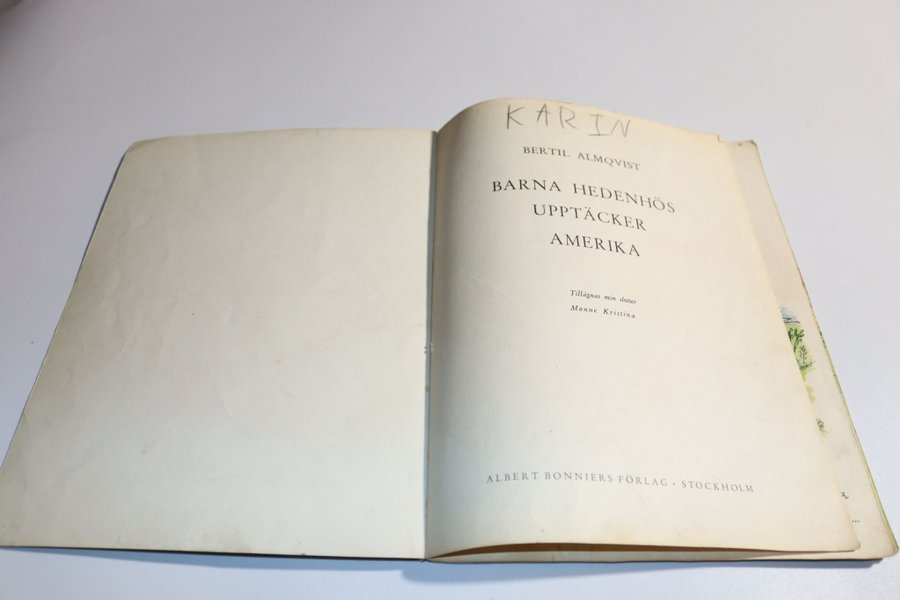 KARIN
BERTIL ALMQVIST
BARNA HEDENHÖS
UPPTÄCKER
AMERIKA
Tillägnas min dotter
Monne Kristina
ALBERT BONNIERS FÖRLAG · STOCKHOLM